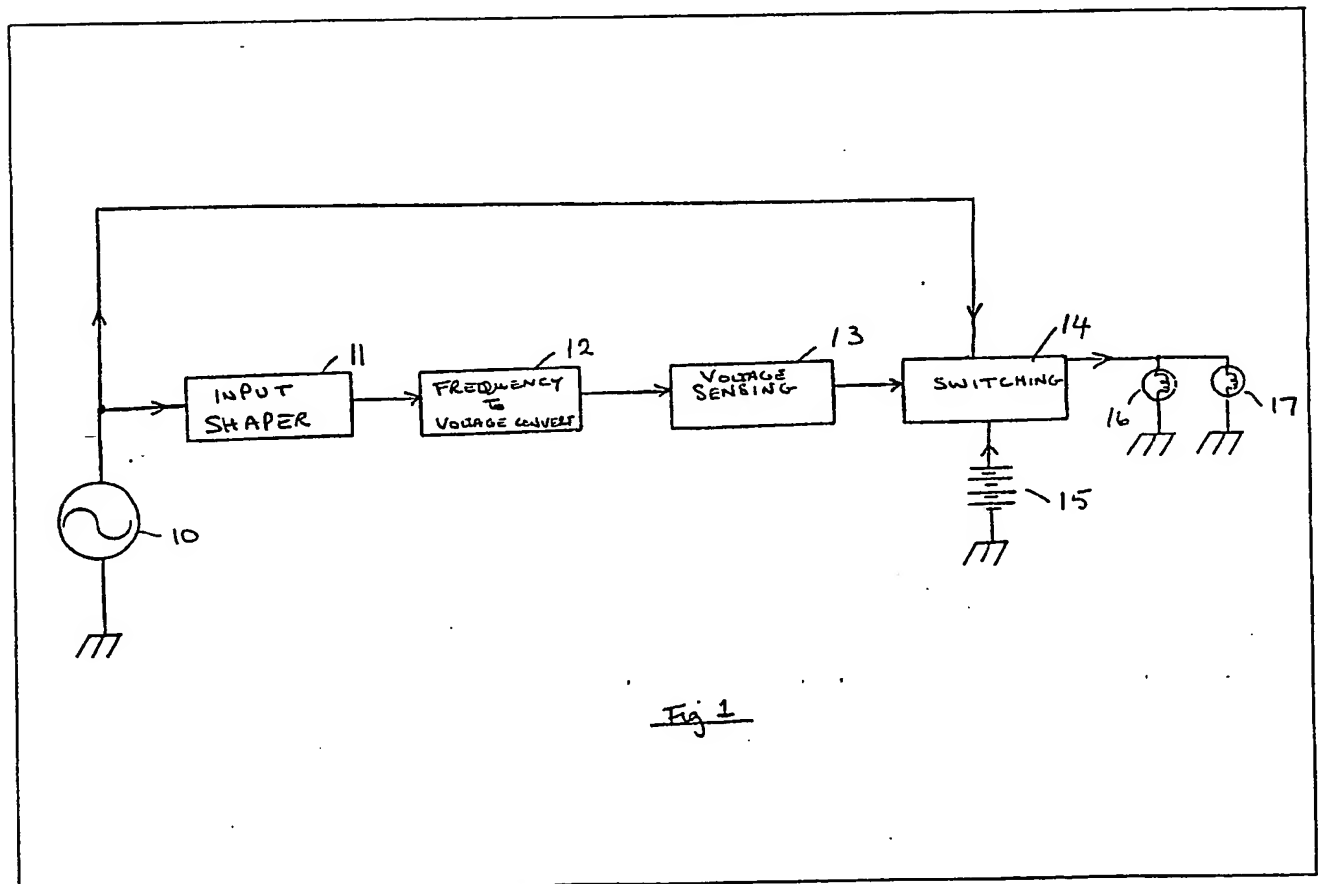 11
INPUT
SHAPER
12
FREQUENCY
TO
VOLTAGE CONVERT
13
VOLTAGE
SENSING
14
SWITCHING
16
17
15
10
Fig 1